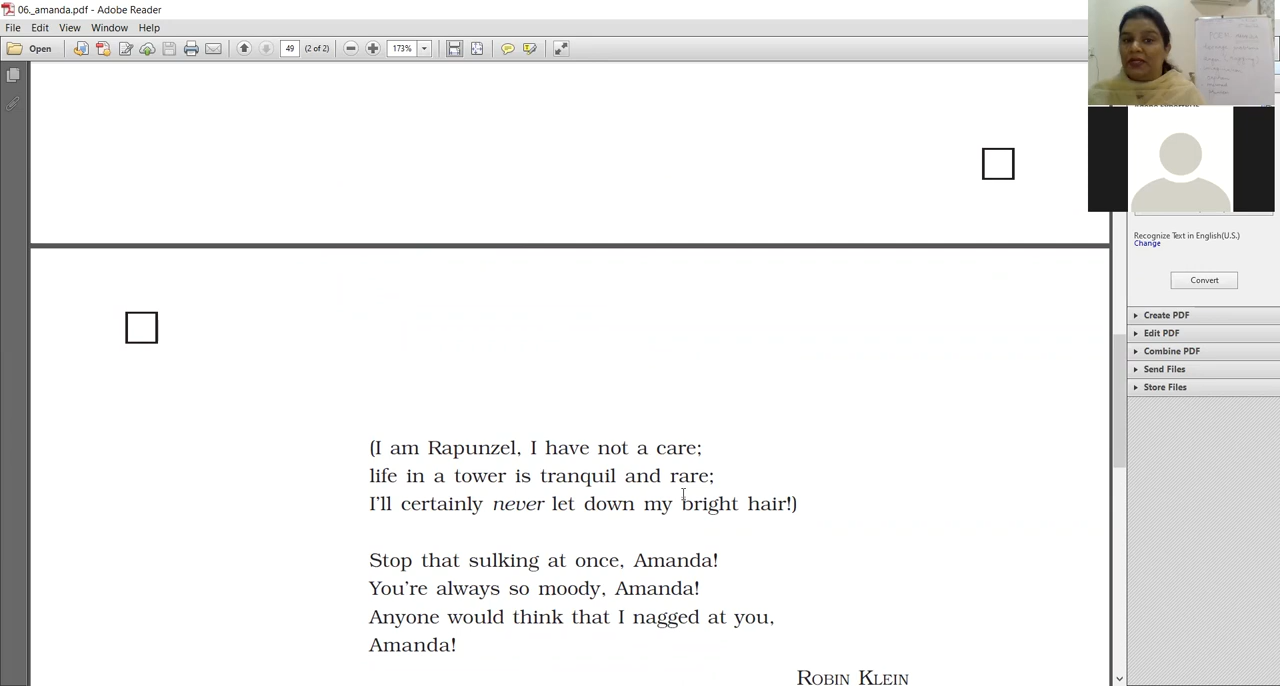 06._amanda.pdf - Adobe Reader
File Edit View Window Help
Open 49 (2 of 2) 173%
Recognize Text in English(U.S.)
Change
Convert
Create PDF
Edit PDF
Combine PDF
Send Files
Store Files
(I am Rapunzel, I have not a care;
life in a tower is tranquil and rare;
I'll certainly never let down my bright hair!)
Stop that sulking at once, Amanda!
You're always so moody, Amanda!
Anyone would think that I nagged at you,
Amanda!
ROBIN KLEIN